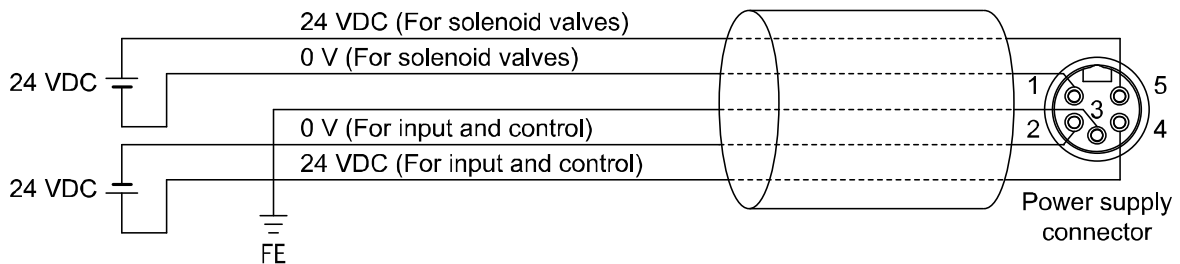 24 VDC (For solenoid valves)
0 V (For solenoid valves)
24 VDC
1
5
3
0 V (For input and control)
2
4
24 VDC (For input and control)
24 VDC
Power supply
connector
FE